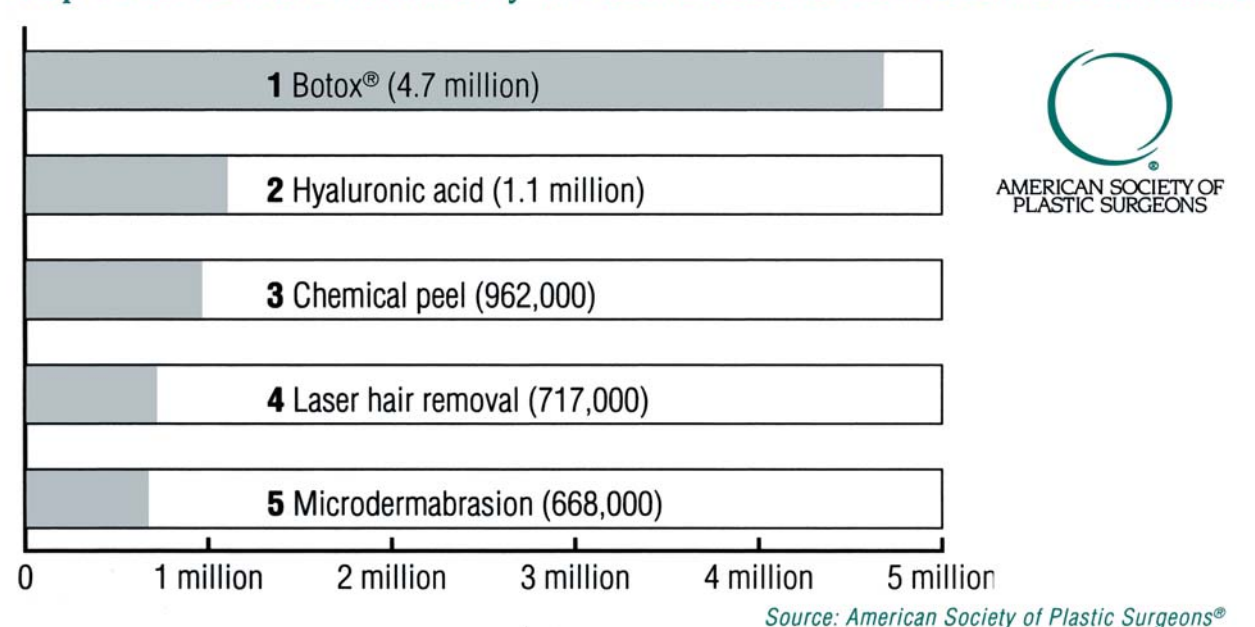 1 Botox® (4.7 million)
2 Hyaluronic acid (1.1 million)
3 Chemical peel (962,000)
4 Laser hair removal (717,000)
5 Microdermabrasion (668,000)
0 1 million 2 million 3 million 4 million 5 million
®
AMERICAN SOCIETY OF
PLASTIC SURGEONS
Source: American Society of Plastic Surgeons®